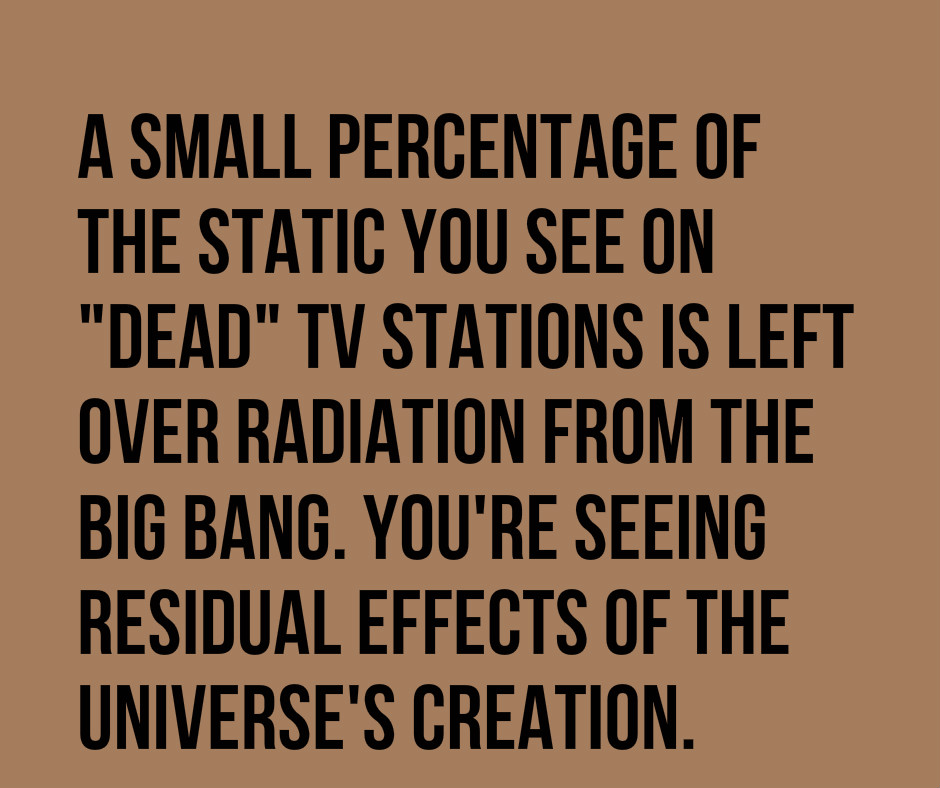 A SMALL PERCENTAGE OF
THE STATIC YOU SEE ON
"DEAD" TV STATIONS IS LEFT
OVER RADIATION FROM THE
BIG BANG. YOU'RE SEEING
RESIDUAL EFFECTS OF THE
UNIVERSE'S CREATION.